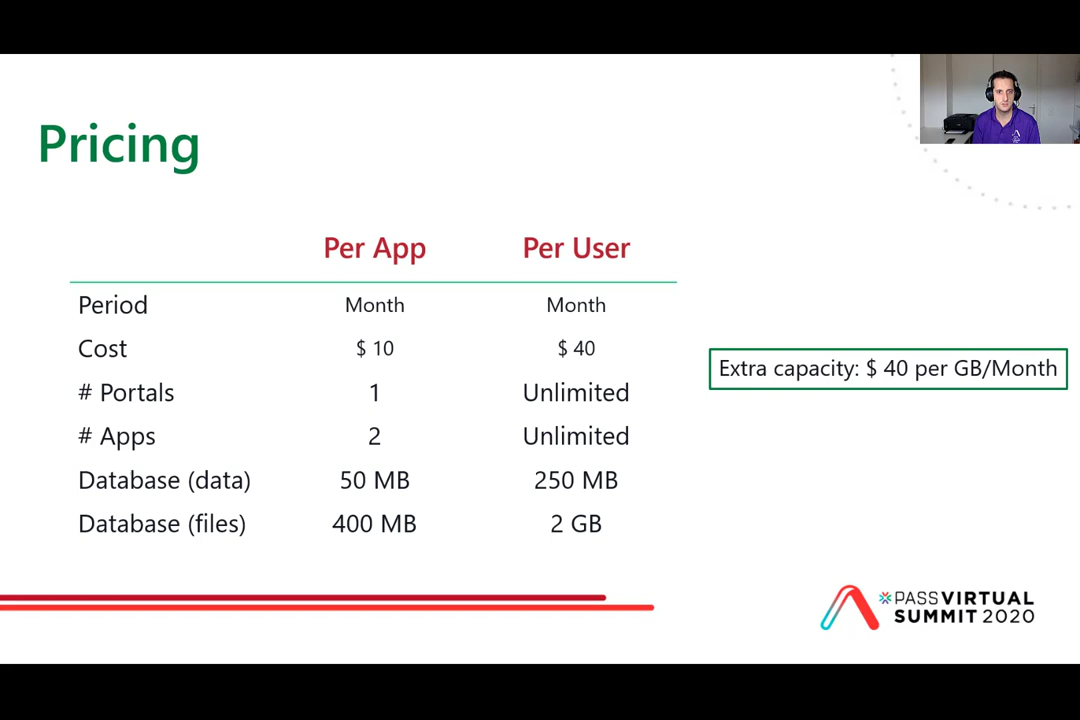 Pricing
Per App Per User
Period Month Month
Cost $ 10 $ 40
# Portals 1 Unlimited
# Apps 2 Unlimited
Database (data) 50 MB 250 MB
Database (files) 400 MB 2 GB
Extra capacity: $ 40 per GB/Month
PASS VIRTUAL
SUMMIT 2020